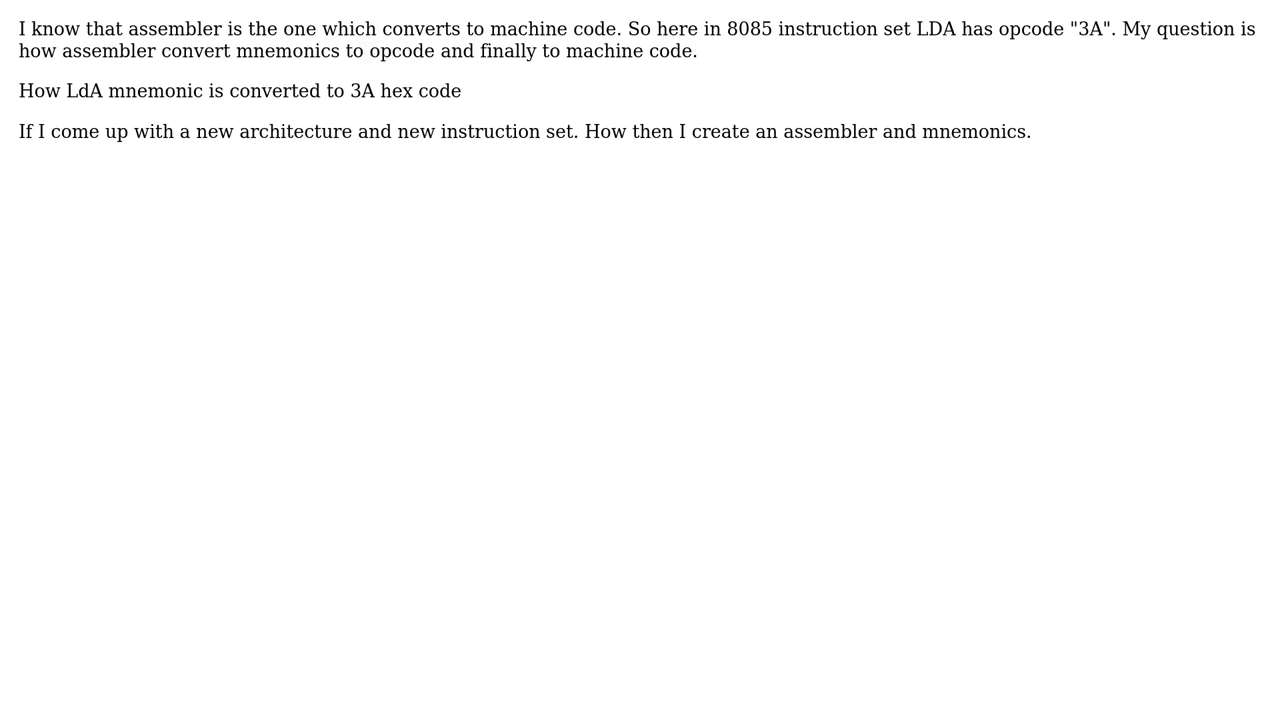 I know that assembler is the one which converts to machine code. So here in 8085 instruction set LDA has opcode "3A". My question is
how assembler convert mnemonics to opcode and finally to machine code.
How LdA mnemonic is converted to 3A hex code
If I come up with a new architecture and new instruction set. How then I create an assembler and mnemonics.